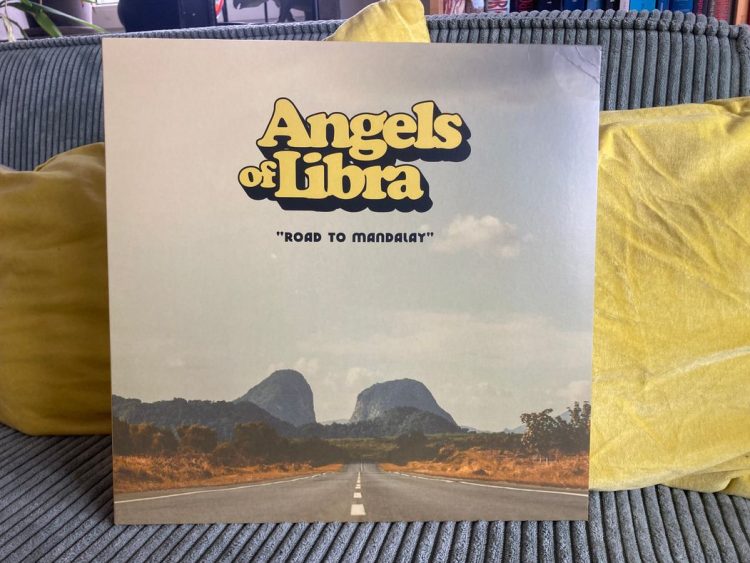 Angels
of Libra
"ROAD TO MANDALAY"